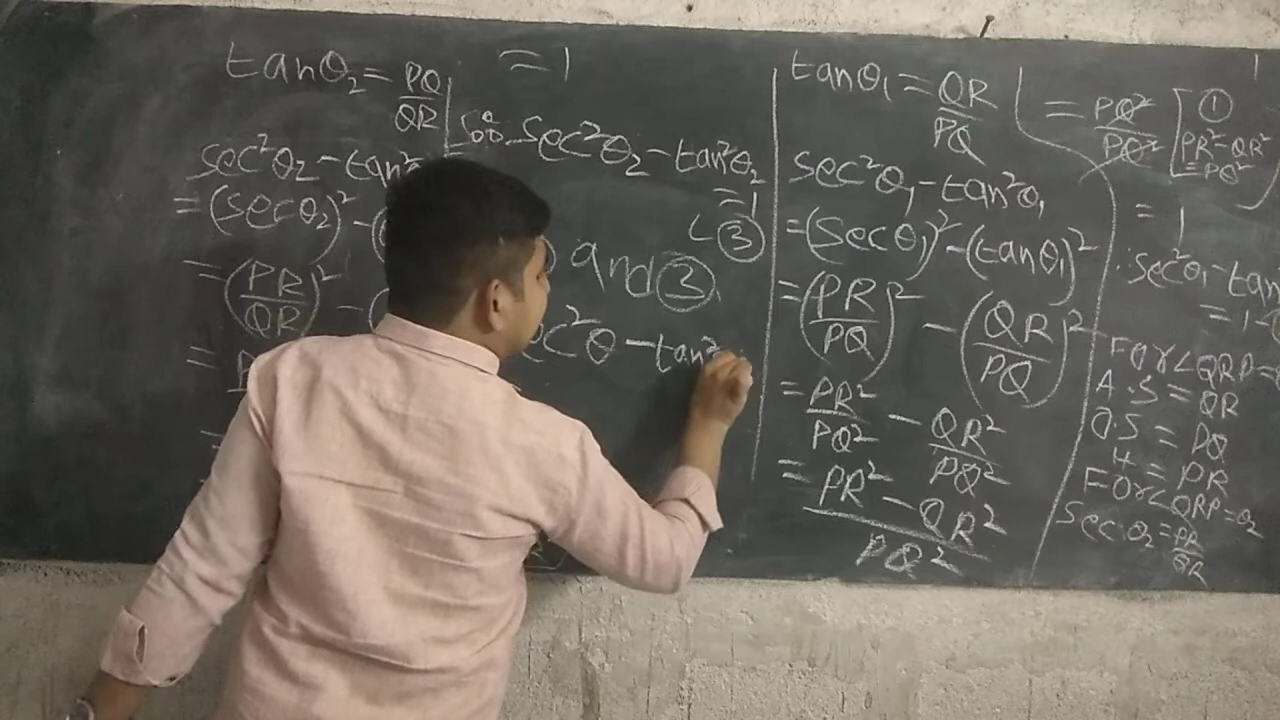 tanθ₂ = PQ/QR
sec²θ₂ - tan²
= (secθ₂)² - (
= (PR/QR)² - (
=
= 1
sec²θ₂ - tan²θ₂
= 1
③
and ③
ec²θ - tan²
tanθ₁ = QR/PQ
sec²θ₁ - tan²θ₁
= (secθ₁)² - (tanθ₁)²
= (PR/PQ)² - (QR/PQ)²
= PR²/PQ² - QR²/PQ²
= PR² - QR²/PQ²
= PQ²/PQ² [①
PR² - QR²
= PQ²
= 1
sec²θ₁ - tan
= 1 -
For ∠QRP =
A.S = QR
O.S = PQ
H = PR
For ∠QRP = θ₂
sec θ₂ = PR/QR